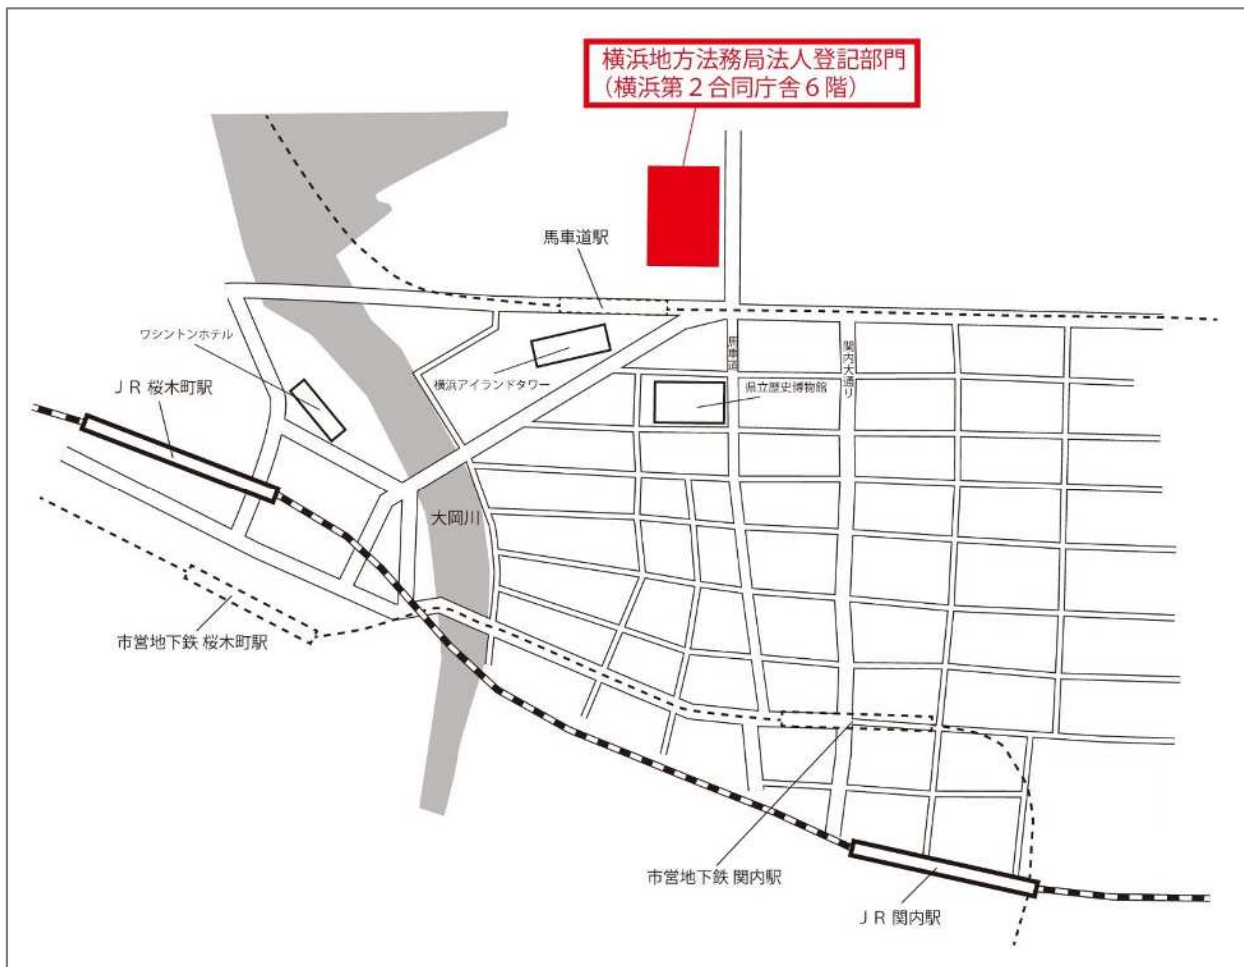 横浜地方法務局法人登記部門
（横浜第２合同庁舎６階）
馬車道駅
ワシントンホテル
馬車道
関内大通り
横浜アイランドタワー
県立歴史博物館
ＪＲ 桜木町駅
大岡川
市営地下鉄 桜木町駅
市営地下鉄 関内駅
ＪＲ 関内駅